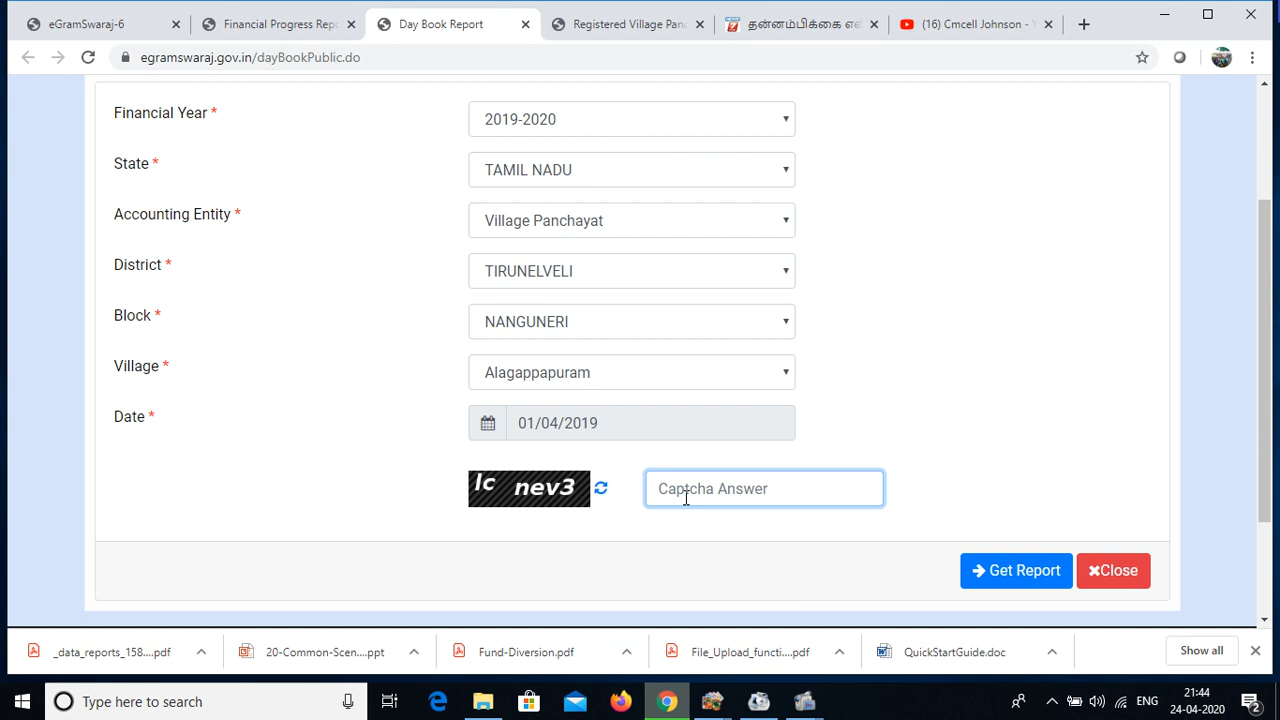 eGramSwaraj-6
Financial Progress Repo
Day Book Report
Registered Village Pan
தன்னம்பிக்கை என
(16) Cmcell Johnson -
egramswaraj.gov.in/dayBookPublic.do
Financial Year *
2019-2020
State *
TAMIL NADU
Accounting Entity *
Village Panchayat
District *
TIRUNELVELI
Block *
NANGUNERI
Village *
Alagappapuram
Date *
01/04/2019
lc nev3
Captcha Answer
Get Report
Close
_data_reports_158....pdf
20-Common-Scen....ppt
Fund-Diversion.pdf
File_Upload_functi....pdf
QuickStartGuide.doc
Show all
Type here to search
ENG
21:44
24-04-2020
2